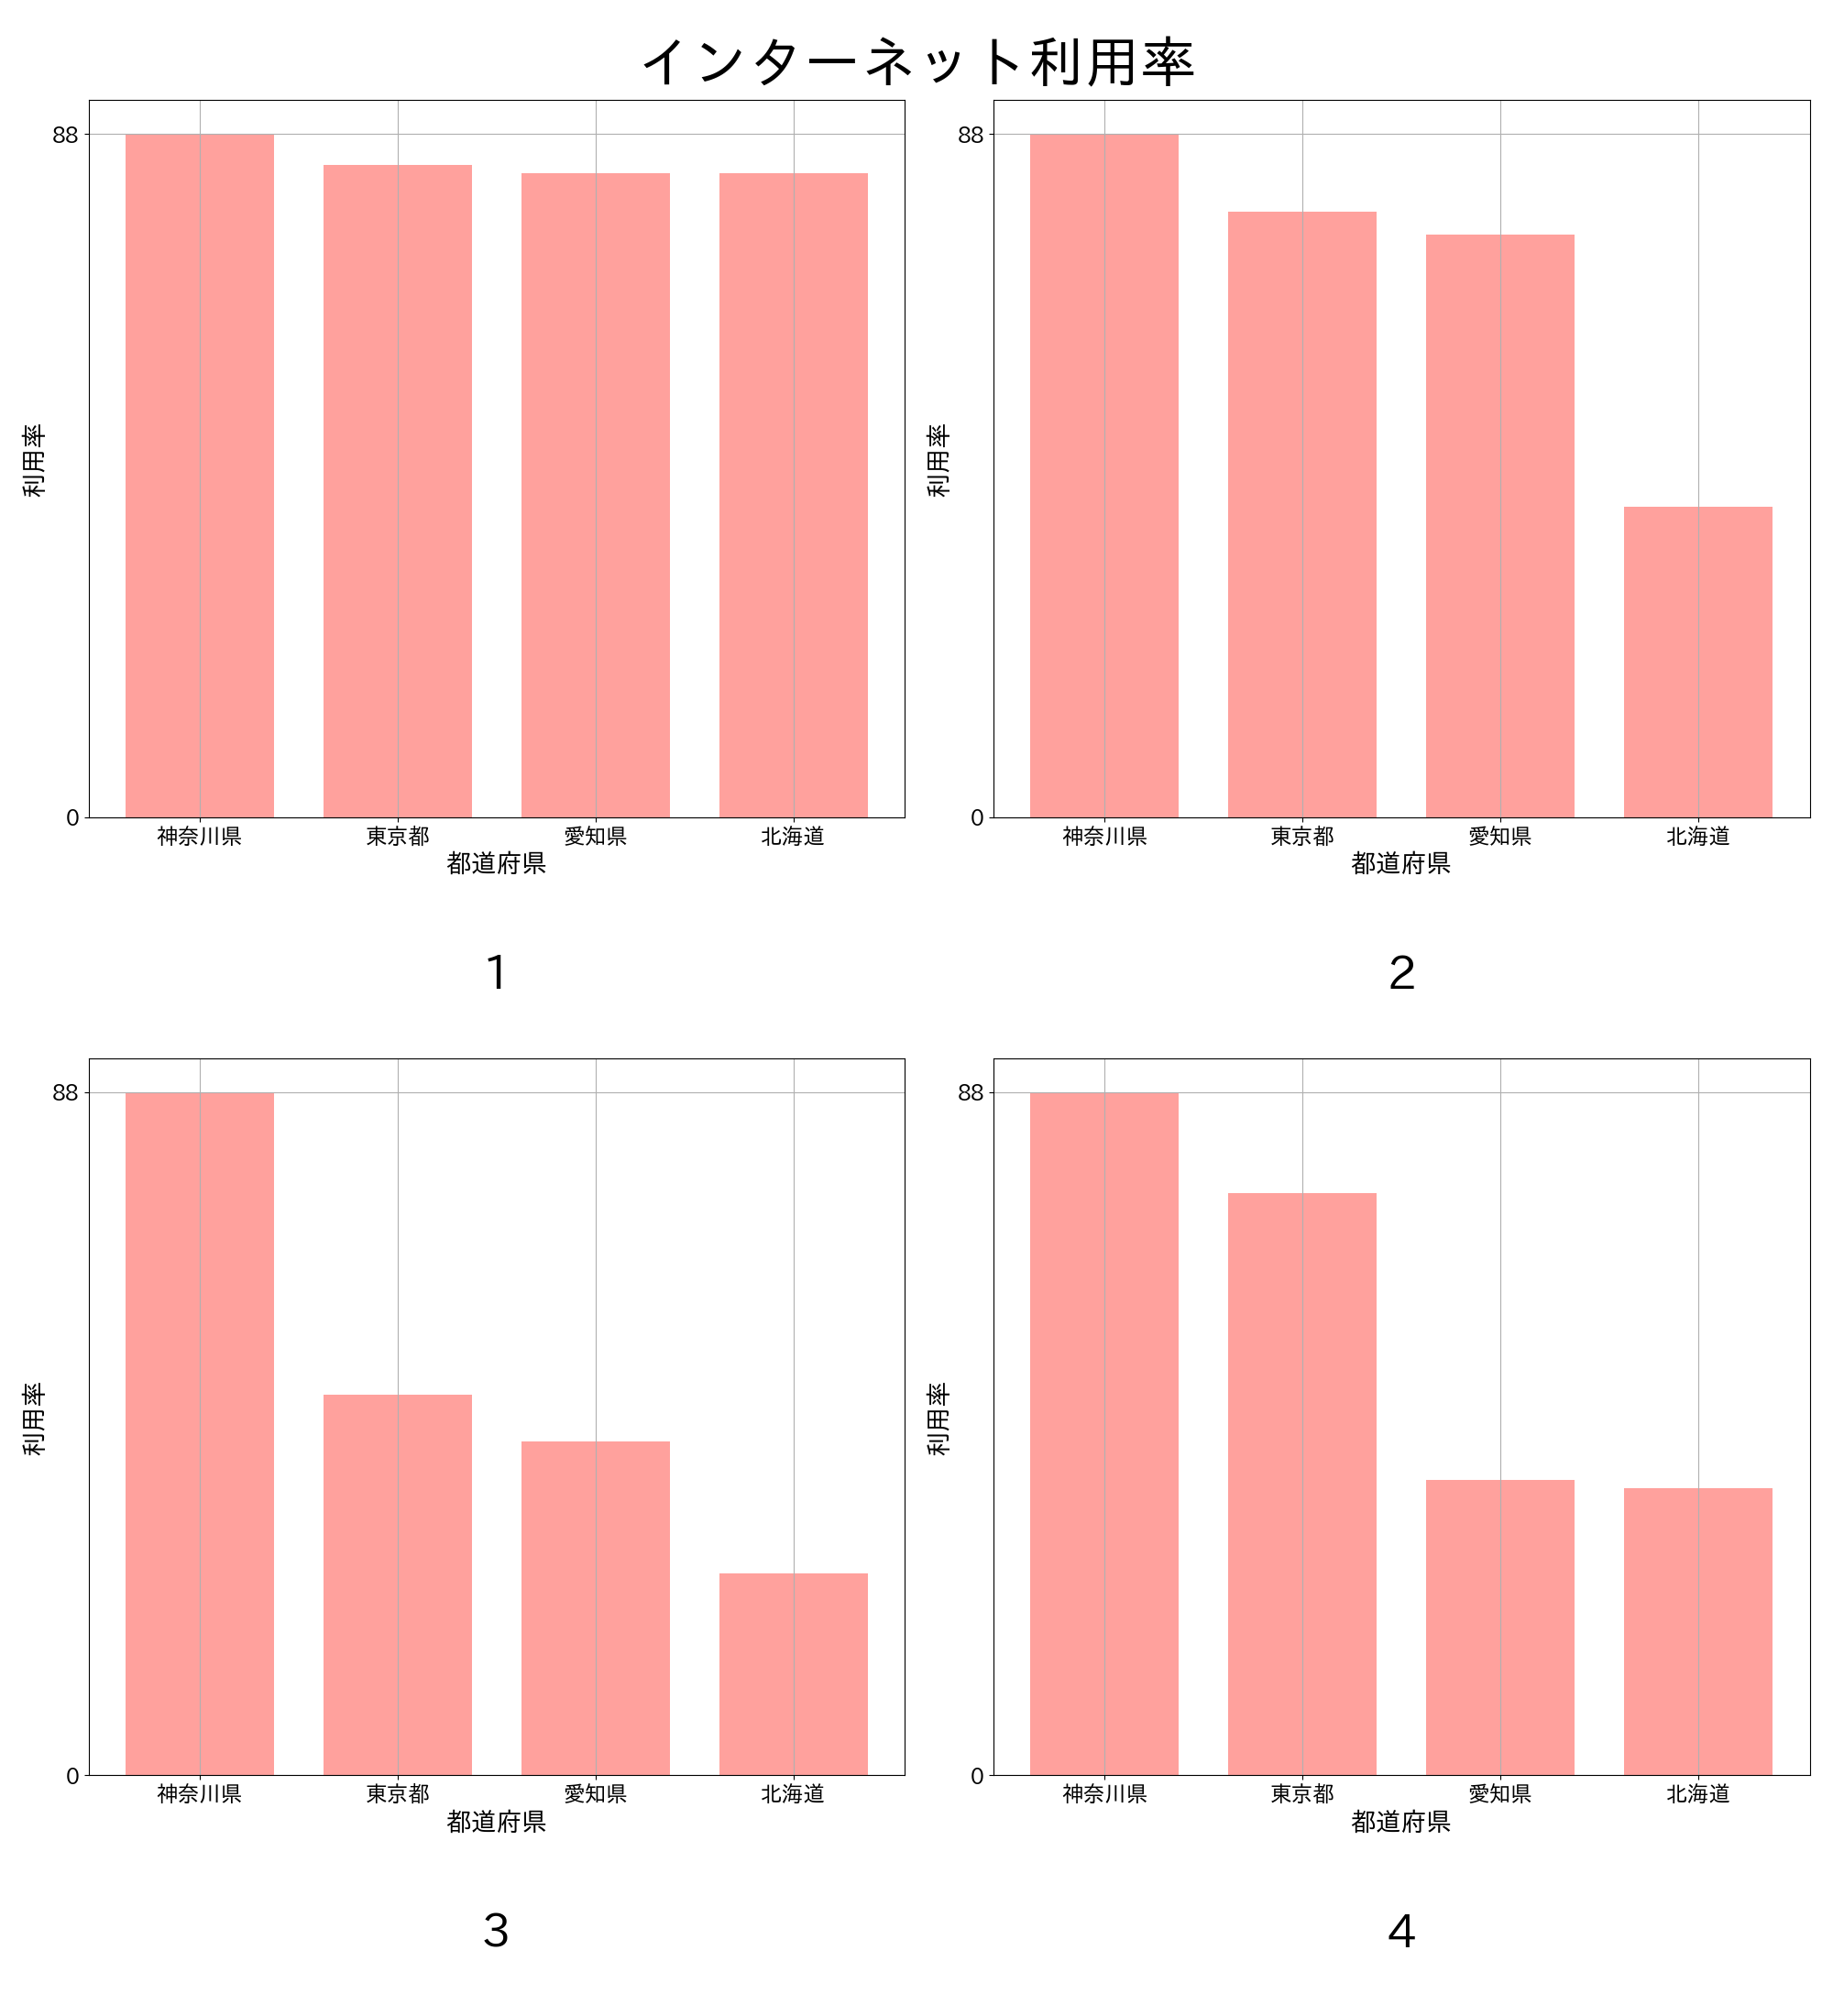 インターネット利用率
88
0
利用率
神奈川県 東京都 愛知県 北海道
都道府県
1
88
0
利用率
神奈川県 東京都 愛知県 北海道
都道府県
2
88
0
利用率
神奈川県 東京都 愛知県 北海道
都道府県
3
88
0
利用率
神奈川県 東京都 愛知県 北海道
都道府県
4